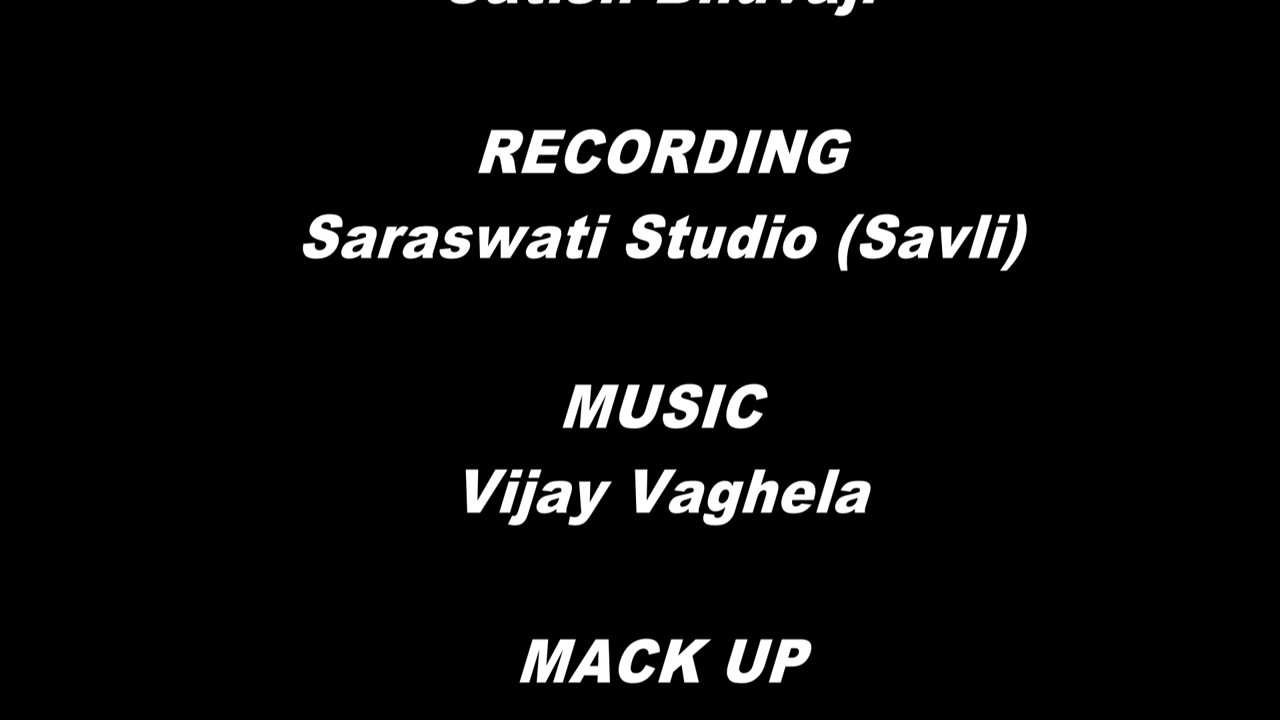 RECORDING
Saraswati Studio (Savli)
MUSIC
Vijay Vaghela
MACK UP